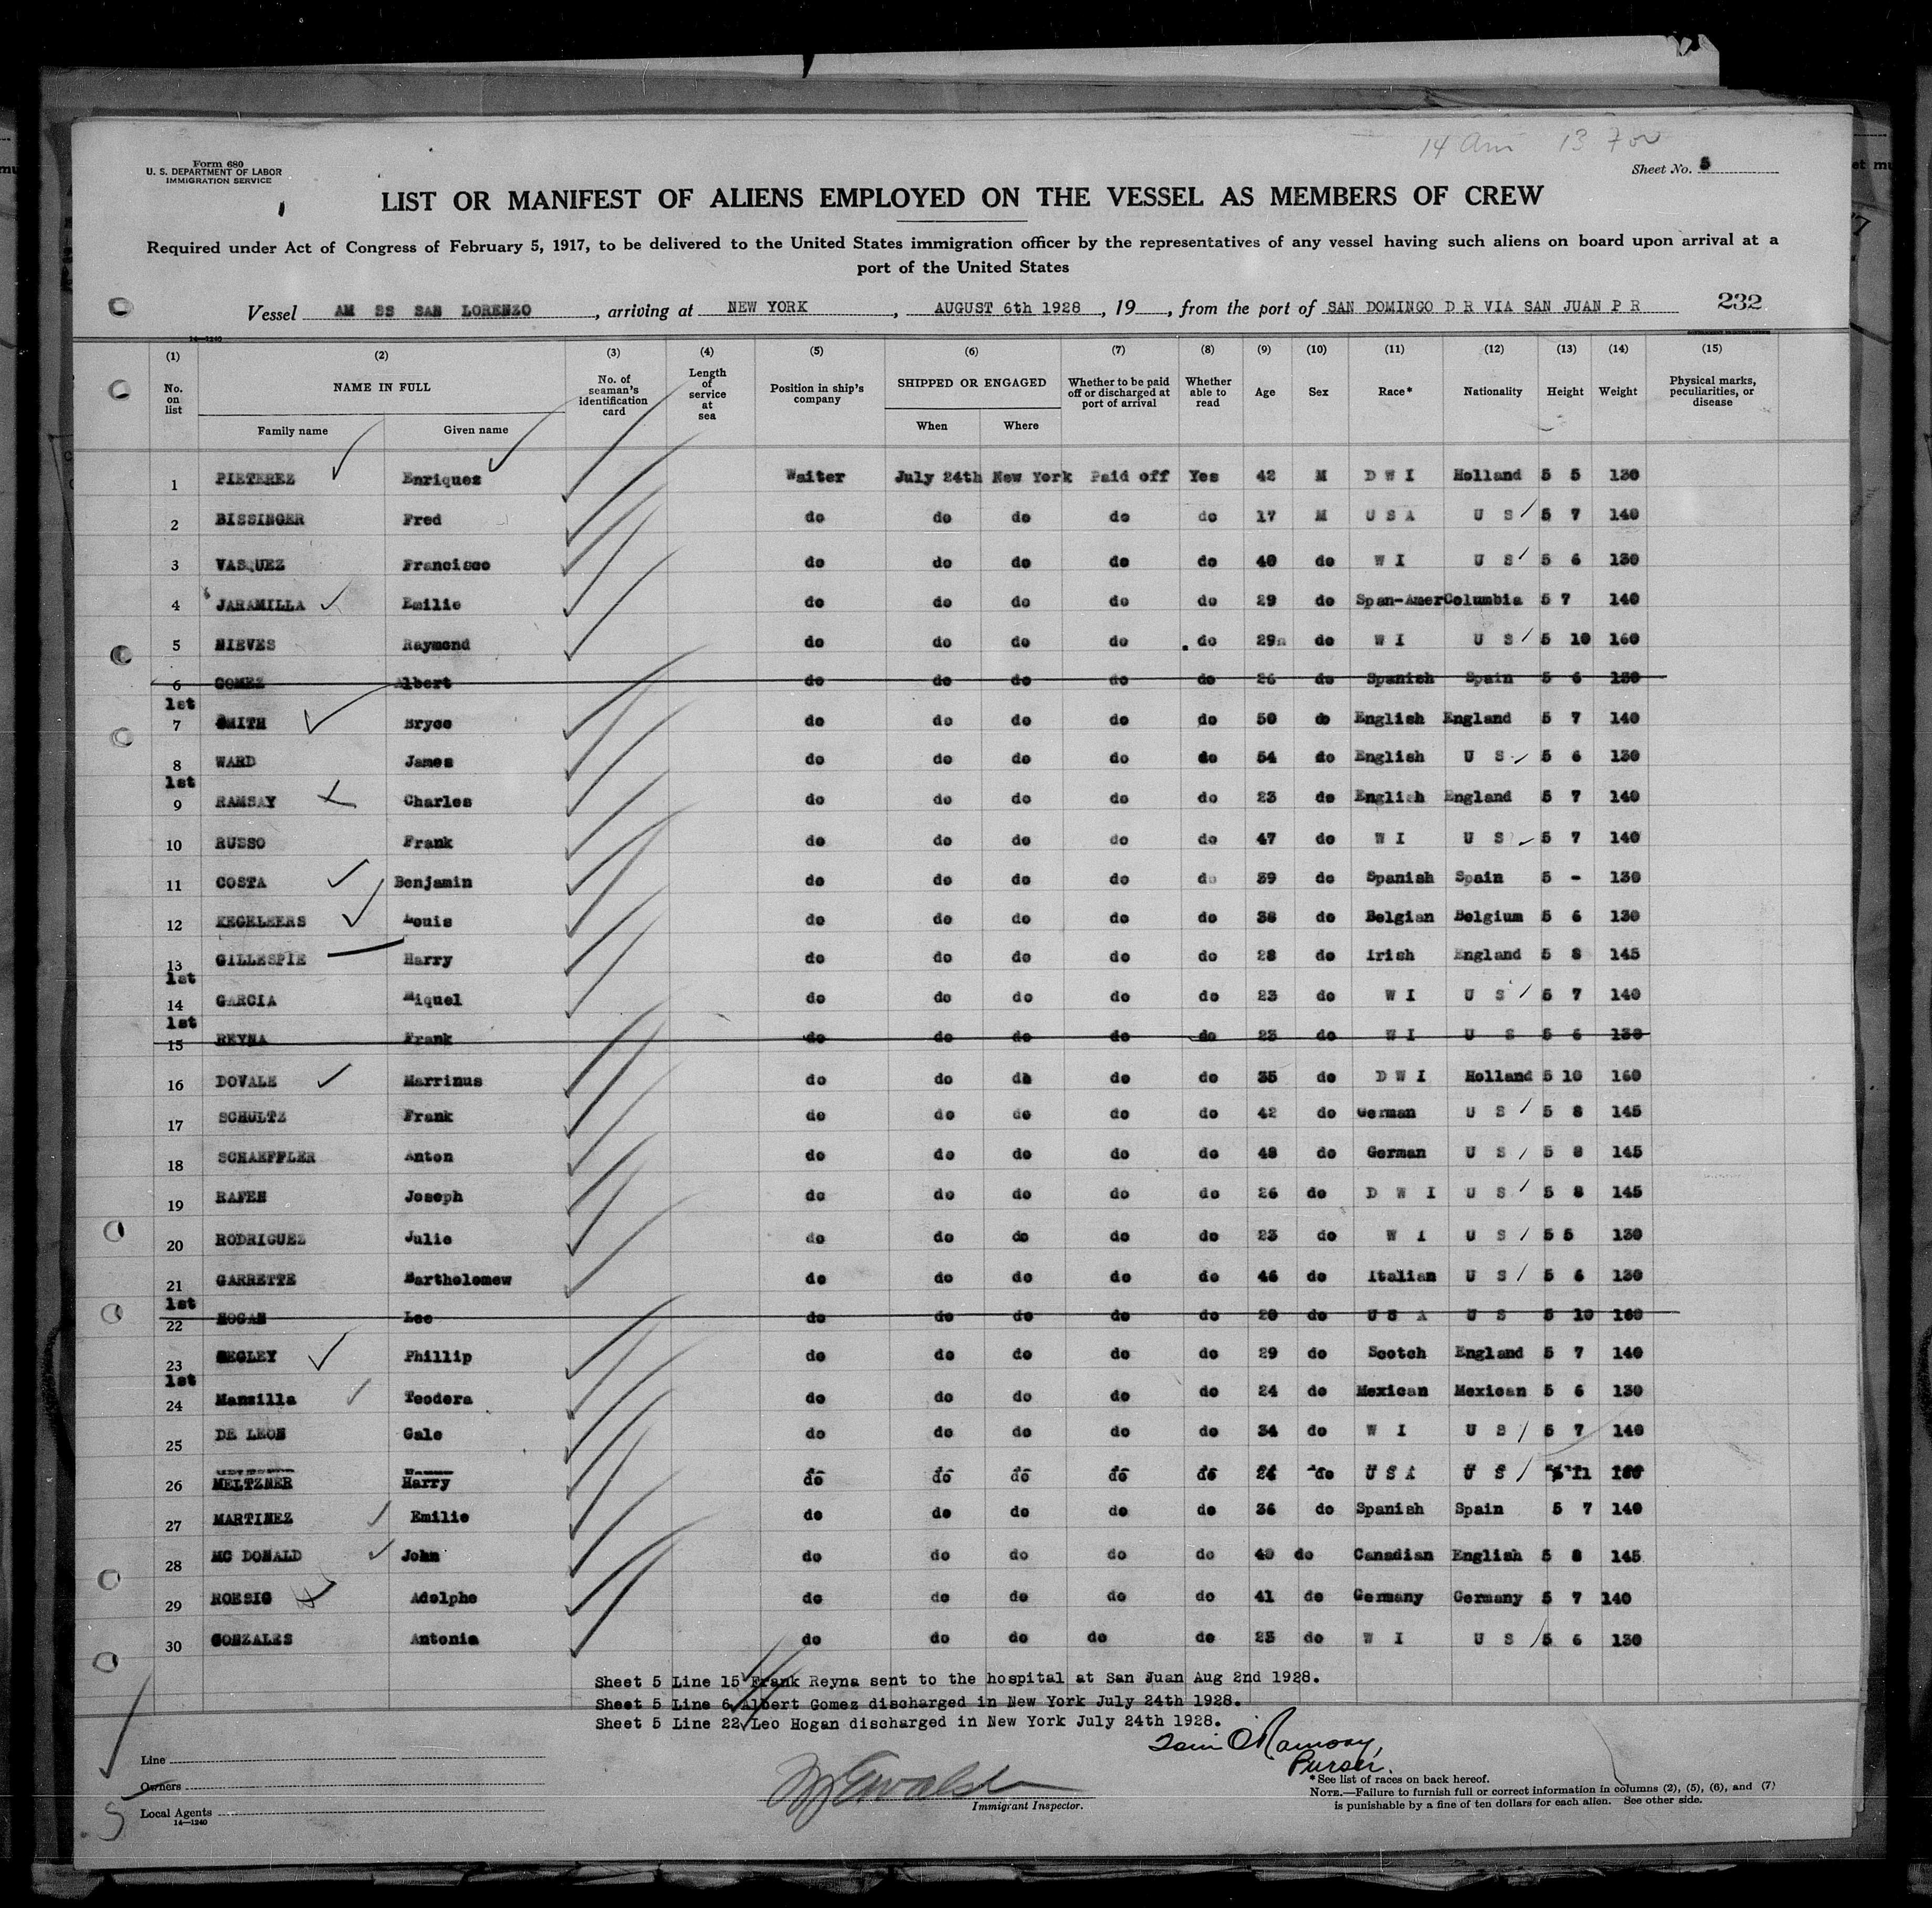 14 Am 13 For
Form 680
U. S. DEPARTMENT OF LABOR
IMMIGRATION SERVICE
Sheet No. 5
LIST OR MANIFEST OF ALIENS EMPLOYED ON THE VESSEL AS MEMBERS OF CREW
Required under Act of Congress of February 5, 1917, to be delivered to the United States immigration officer by the representatives of any vessel having such aliens on board upon arrival at a
port of the United States
Vessel AM SS SAN LORENZO, arriving at NEW YORK, AUGUST 6th 1928, 19__, from the port of SAN DOMINGO D R VIA SAN JUAN P R 232
14—1240
(1) (2) (3) (4) (5) (6) (7) (8) (9) (10) (11) (12) (13) (14) (15)
No. on list NAME IN FULL Family name Given name No. of seaman's identification card Length of service at sea Position in ship's company SHIPPED OR ENGAGED When Where Whether to be paid off or discharged at port of arrival Whether able to read Age Sex Race* Nationality Height Weight Physical marks, peculiarities, or disease
1 PIETEREZ Enriques Waiter July 24th New York Paid off Yes 42 M D W I Holland 5 5 130
2 BISSINGER Fred do do do do do 17 M U S A U S 5 7 140
3 VASQUEZ Francisco do do do do do 40 do W I U S 5 6 130
4 JARAMILLA Emilio do do do do do 29 do Span-Amer Columbia 5 7 140
5 NIEVES Raymond do do do do do 29 do W I U S 5 10 160
6 GOMEZ Albert do do do do do 26 do Spanish Spain 5 6 130
1st
7 SMITH Bryce do do do do do 50 do English England 5 7 140
8 WARD James do do do do do 54 do English U S 5 6 130
1st
9 RAMSAY Charles do do do do do 23 do English England 5 7 140
10 RUSSO Frank do do do do do 47 do W I U S 5 7 140
11 COSTA Benjamin do do do do do 39 do Spanish Spain 5 - 130
12 KEGELEERS Louis do do do do do 38 do Belgian Belgium 5 6 130
13 GILLESPIE Harry do do do do do 28 do Irish England 5 8 145
1st
14 GARCIA Miquel do do do do do 23 do W I U S 5 7 140
1st
15 REYNA Frank do do do do do 23 do W I U S 5 6 130
16 DOVALE Marrinus do do do do do 35 do D W I Holland 5 10 160
17 SCHULTZ Frank do do do do do 42 do German U S 5 8 145
18 SCHAEFFLER Anton do do do do do 48 do German U S 5 8 145
19 RAFEN Joseph do do do do do 26 do D W I U S 5 8 145
20 RODRIGUEZ Julio do do do do do 23 do W I U S 5 5 130
21 GARRETTE Bartholomew do do do do do 46 do Italian U S 5 6 130
1st
22 HOGAN Leo do do do do do 20 do U S A U S 5 10 160
23 SEGLEY Phillip do do do do do 29 do Scotch England 5 7 140
1st
24 Mansilla Teodora do do do do do 24 do Mexican Mexican 5 6 130
25 DE LEON Gale do do do do do 34 do W I U S 5 7 140
26 MELTZNER Harry do do do do do 24 do U S A U S 5 11 180
27 MARTINEZ Emilio do do do do do 36 do Spanish Spain 5 7 140
28 MC DONALD John do do do do do 40 do Canadian English 5 8 145
29 ROESIG Adolpho do do do do do 41 do Germany Germany 5 7 140
30 GONZALES Antonia do do do do do 23 do W I U S 5 6 130
Sheet 5 Line 15 Frank Reyna sent to the hospital at San Juan Aug 2nd 1928.
Sheet 5 Line 6 Albert Gomez discharged in New York July 24th 1928.
Sheet 5 Line 22 Leo Hogan discharged in New York July 24th 1928.
Purser.
Line
Owners
Local Agents
14—1240
5
Immigrant Inspector.
*See list of races on back hereof.
NOTE.—Failure to furnish full or correct information in columns (2), (5), (6), and (7)
is punishable by a fine of ten dollars for each alien. See other side.